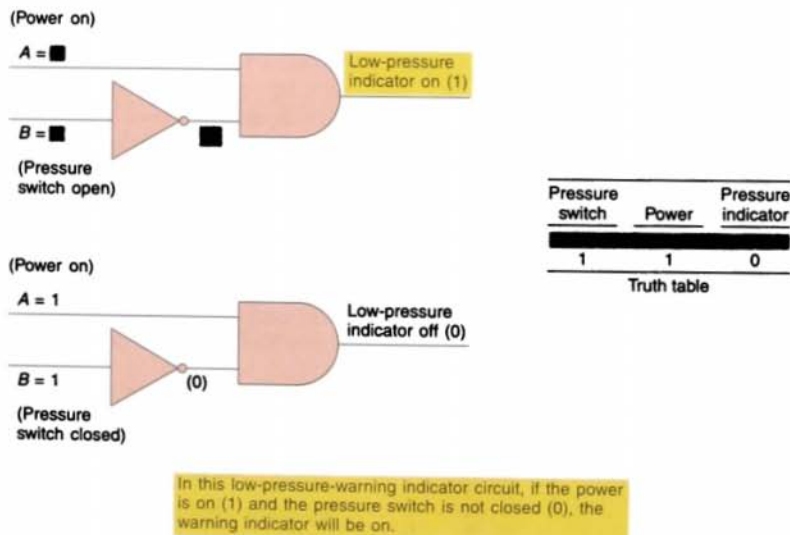 (Power on)
A =
Low-pressure
indicator on (1)
B =
(Pressure
switch open)
Pressure Pressure
switch Power indicator
1 1 0
Truth table
(Power on)
A = 1
Low-pressure
indicator off (0)
B = 1
(0)
(Pressure
switch closed)
In this low-pressure-warning indicator circuit, if the power
is on (1) and the pressure switch is not closed (0), the
warning indicator will be on.